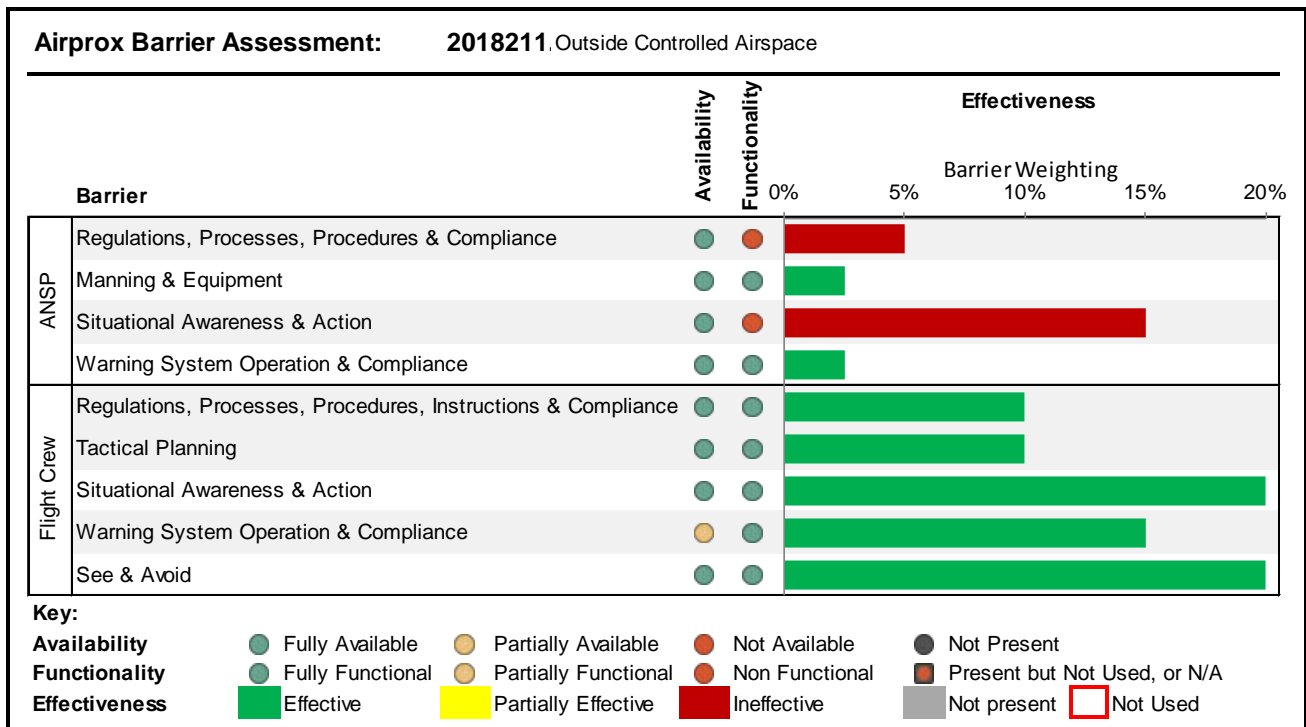 Airprox Barrier Assessment: 2018211. Outside Controlled Airspace
Availability
Functionality
Effectiveness
Barrier Weighting
Barrier
0% 5% 10% 15% 20%
ANSP
Regulations, Processes, Procedures & Compliance
Manning & Equipment
Situational Awareness & Action
Warning System Operation & Compliance
Flight Crew
Regulations, Processes, Procedures, Instructions & Compliance
Tactical Planning
Situational Awareness & Action
Warning System Operation & Compliance
See & Avoid
Key:
Availability Fully Available Partially Available Not Available Not Present
Functionality Fully Functional Partially Functional Non Functional Present but Not Used, or N/A
Effectiveness Effective Partially Effective Ineffective Not present Not Used